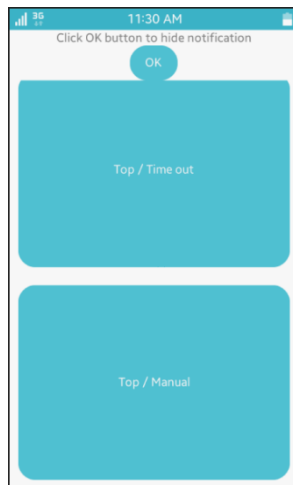 3G
11:30 AM
Click OK button to hide notification
OK
Top / Time out
Top / Manual